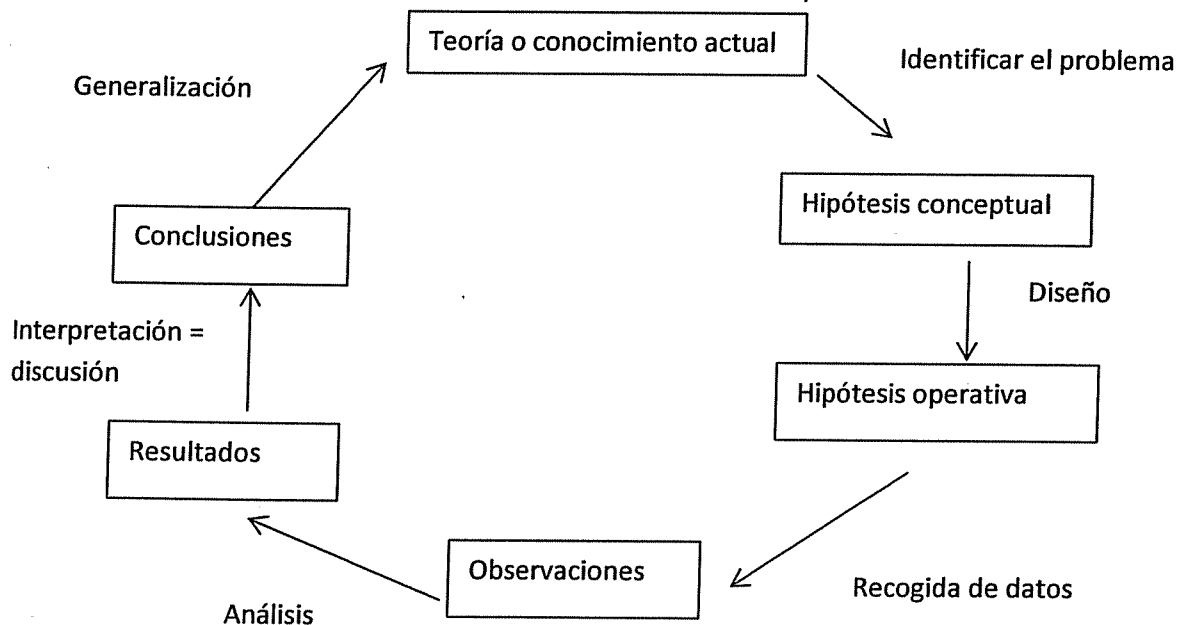 Teoría o conocimiento actual
Identificar el problema
Generalización
Hipótesis conceptual
Conclusiones
Diseño
Interpretación =
discusión
Hipótesis operativa
Resultados
Observaciones
Recogida de datos
Análisis